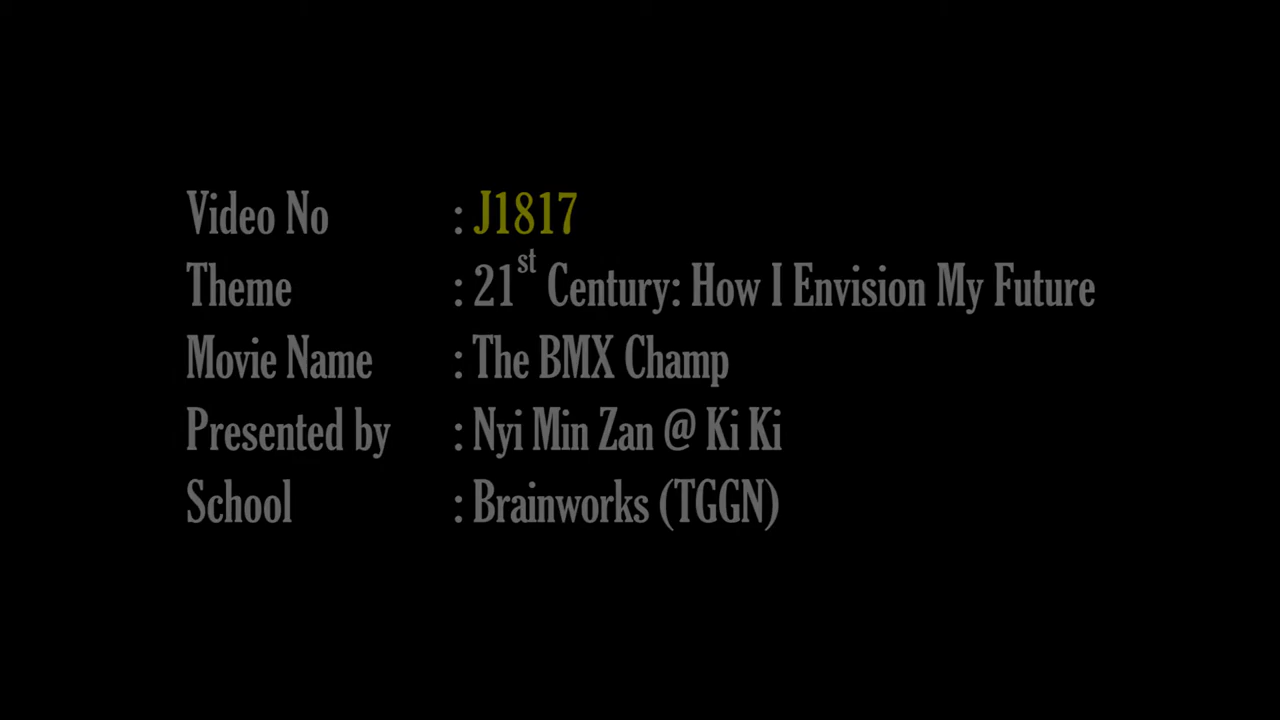 Video No : J1817
Theme : 21st Century: How I Envision My Future
Movie Name : The BMX Champ
Presented by : Nyi Min Zan @ Ki Ki
School : Brainworks (TGGN)